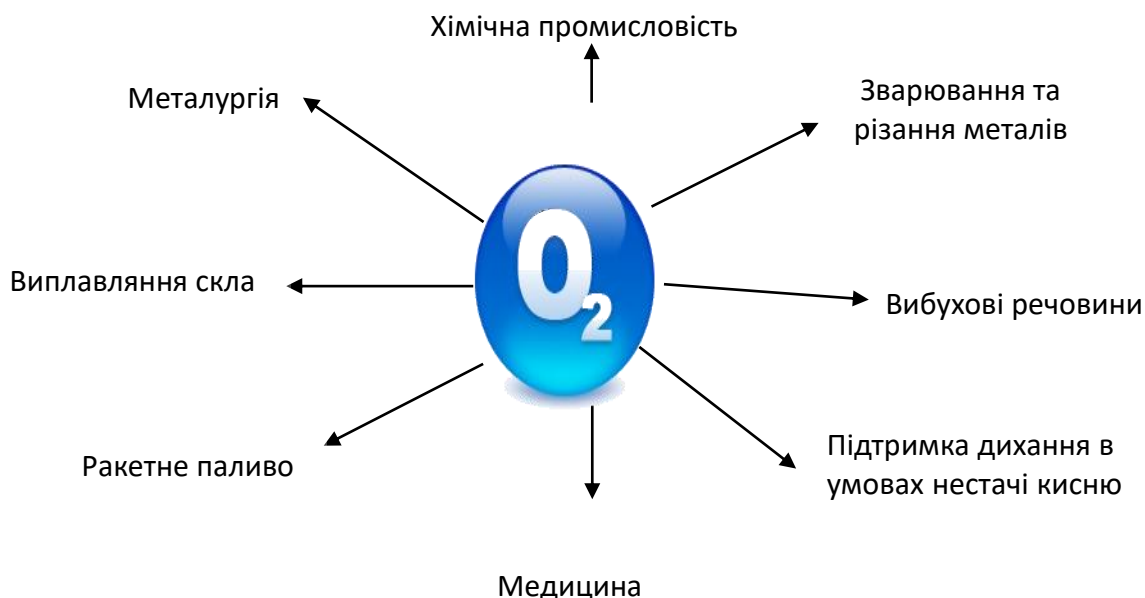 Хімічна промисловість
Металургія
Зварювання та
різання металів
O2
Виплавляння скла
Вибухові речовини
Ракетне паливо
Підтримка дихання в
умовах нестачі кисню
Медицина